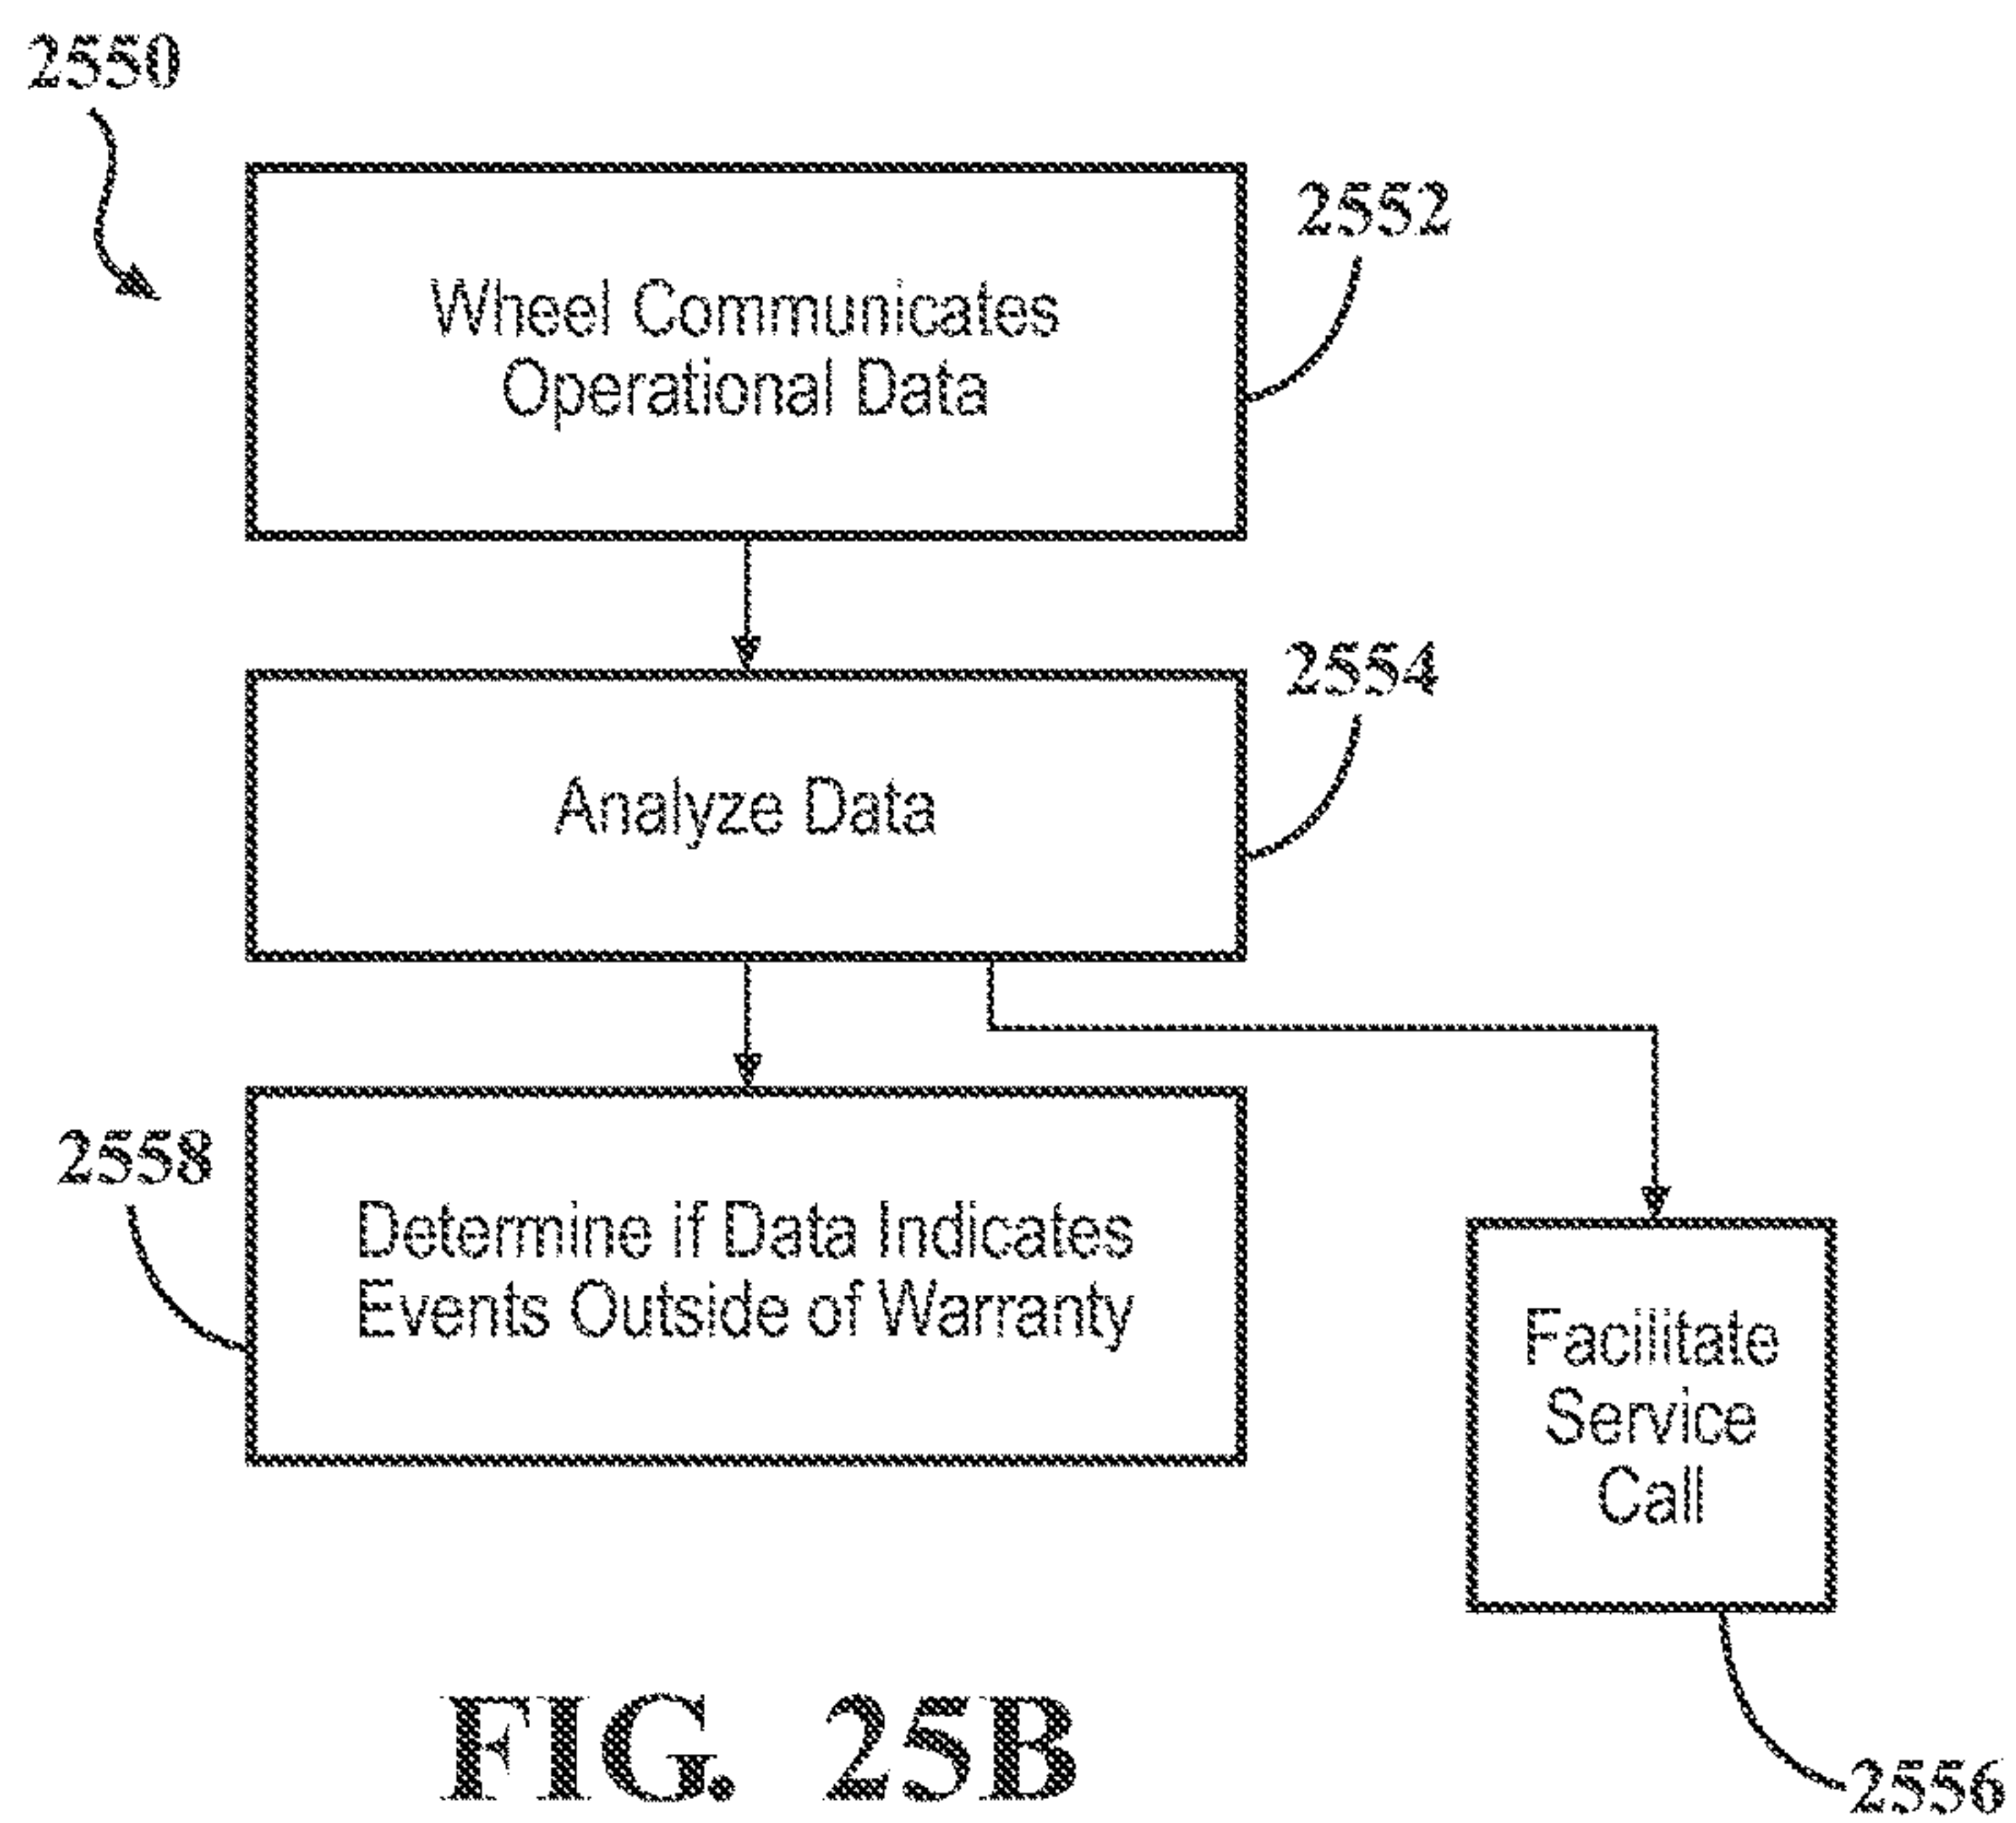 2550
2552
Wheel Communicates
Operational Data
2554
Analyze Data
2558
Determine if Data Indicates
Events Outside of Warranty
Facilitate
Service
Call
2556
FIG. 25B